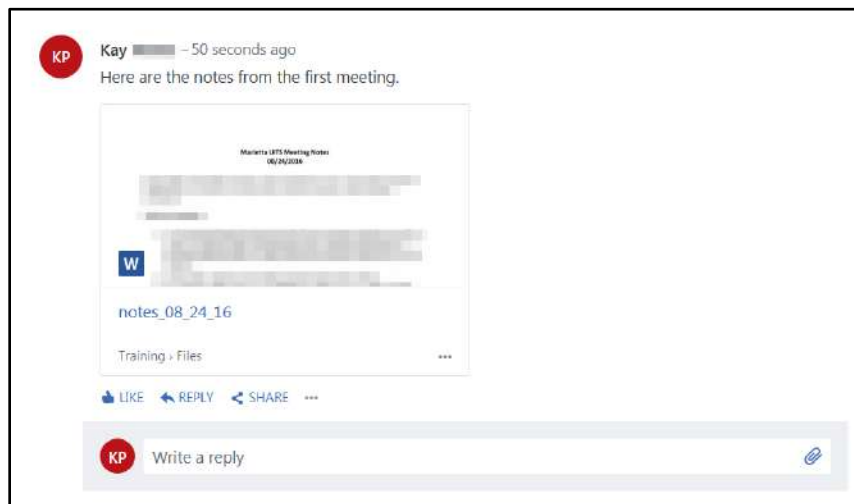 KP
Kay – 50 seconds ago
Here are the notes from the first meeting.
Marietta UITS Meeting Notes
08/24/2016
W
notes_08_24_16
Training › Files
...
LIKE REPLY SHARE ...
KP Write a reply